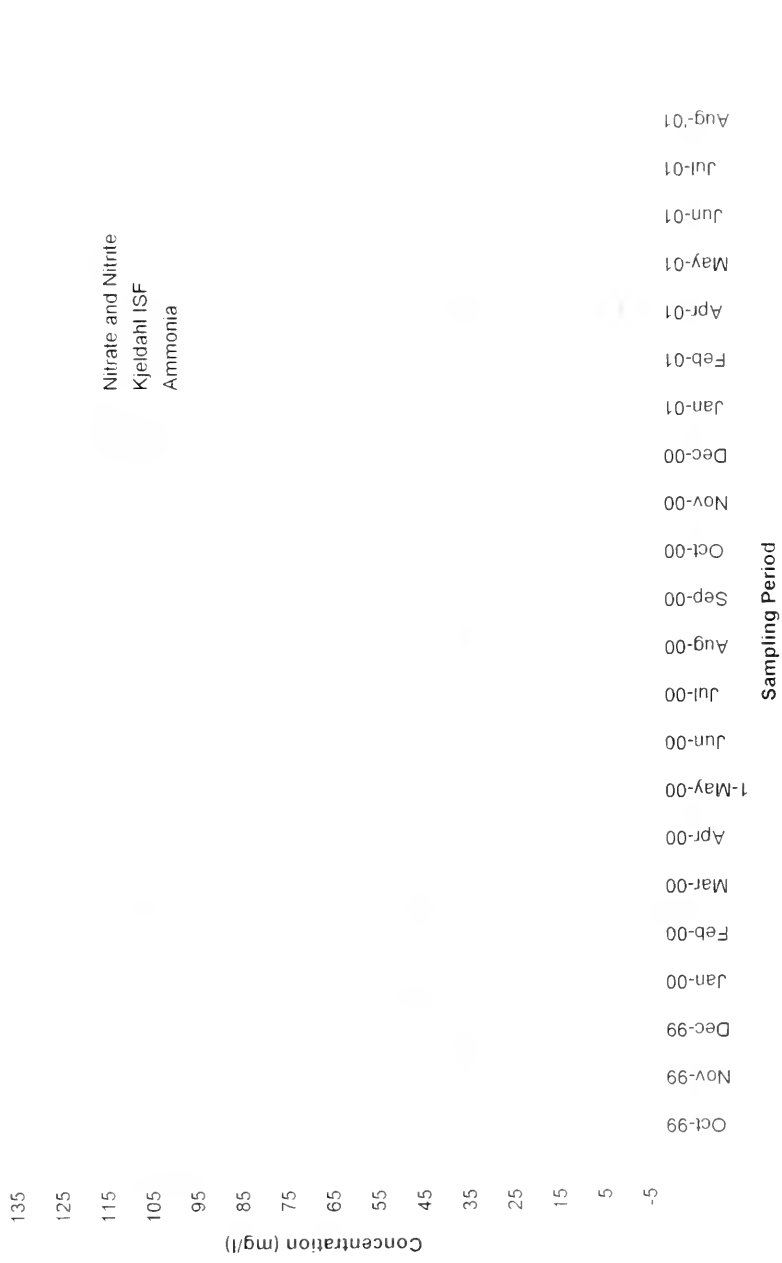 135
125
115
105
95
85
75
65
55
45
35
25
15
5
-5
Concentration (mg/l)
Nitrate and Nitrite
Kjeldahl ISF
Ammonia
Oct-99
Nov-99
Dec-99
Jan-00
Feb-00
Mar-00
Apr-00
1-May-00
Jun-00
Jul-00
Aug-00
Sep-00
Oct-00
Nov-00
Dec-00
Jan-01
Feb-01
Apr-01
May-01
Jun-01
Jul-01
Aug-'01
Sampling Period